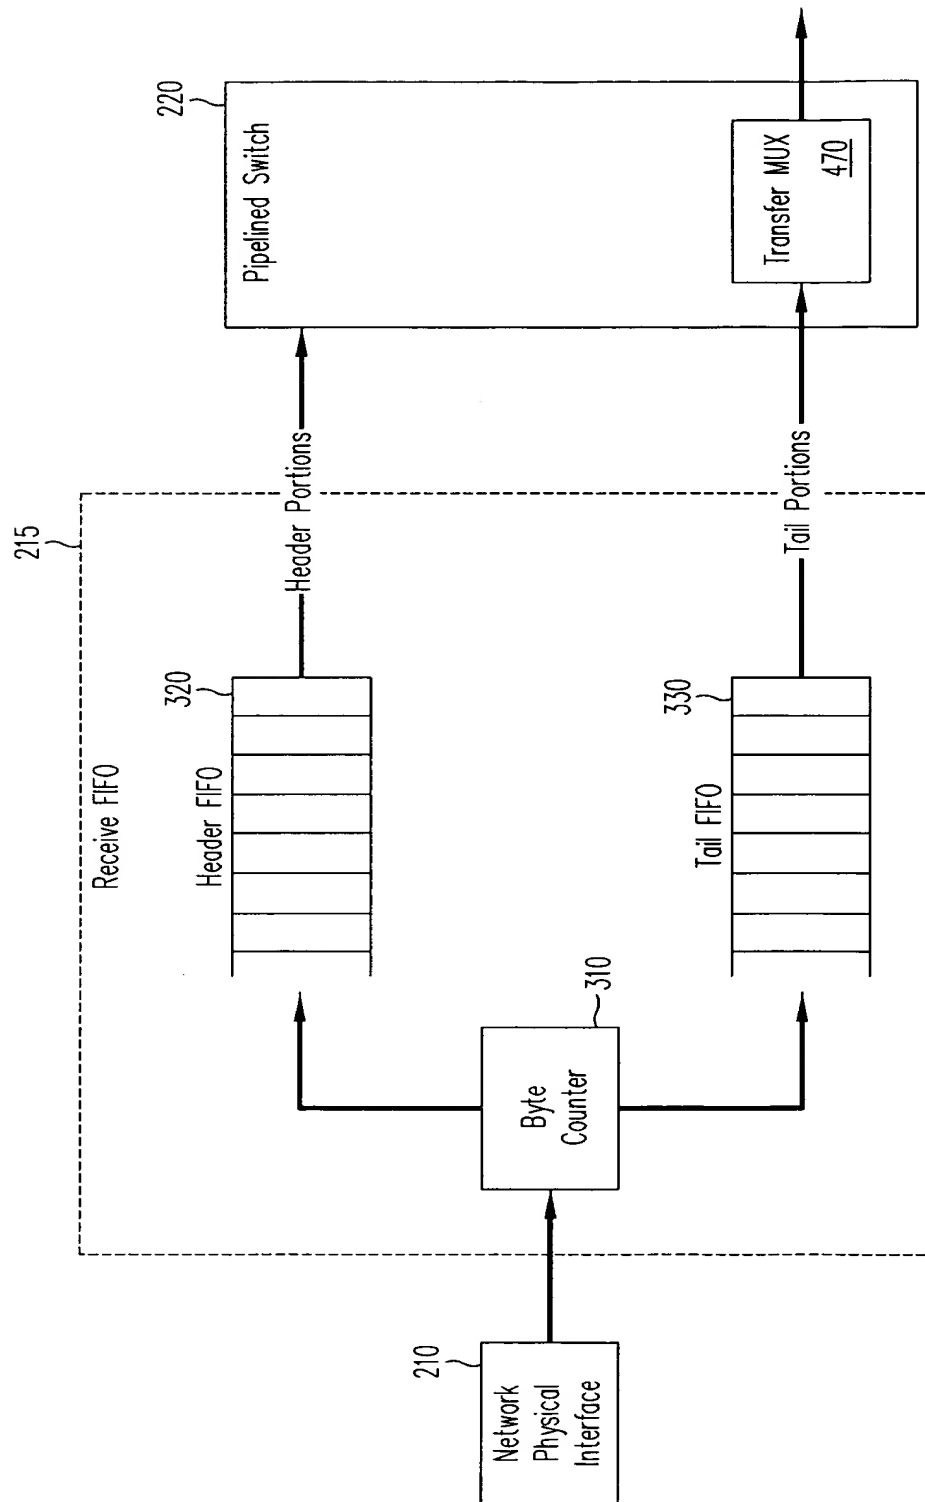 215
Receive FIFO
Header FIFO
320
Header Portions
220
Pipelined Switch
210
Network
Physical
Interface
Byte
Counter
310
Tail FIFO
330
Tail Portions
Transfer MUX
470